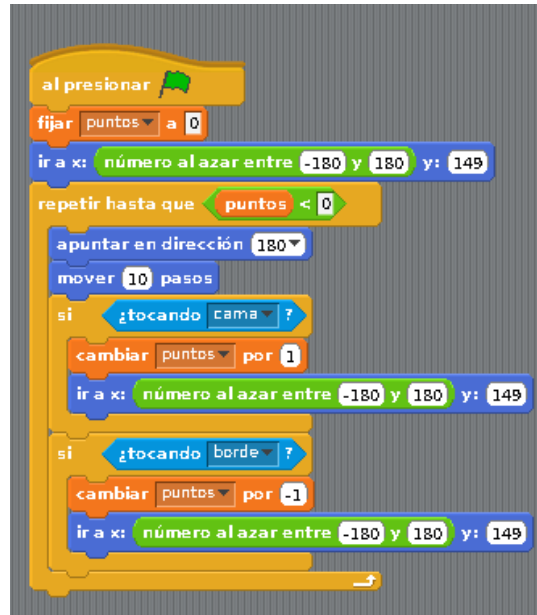 al presionar
fijar puntos a 0
ir a x: número al azar entre -180 y 180 y: 149
repetir hasta que puntos < 0
apuntar en dirección 180
mover 10 pasos
si ¿tocando cama ?
cambiar puntos por 1
ir a x: número al azar entre -180 y 180 y: 149
si ¿tocando borde ?
cambiar puntos por -1
ir a x: número al azar entre -180 y 180 y: 149